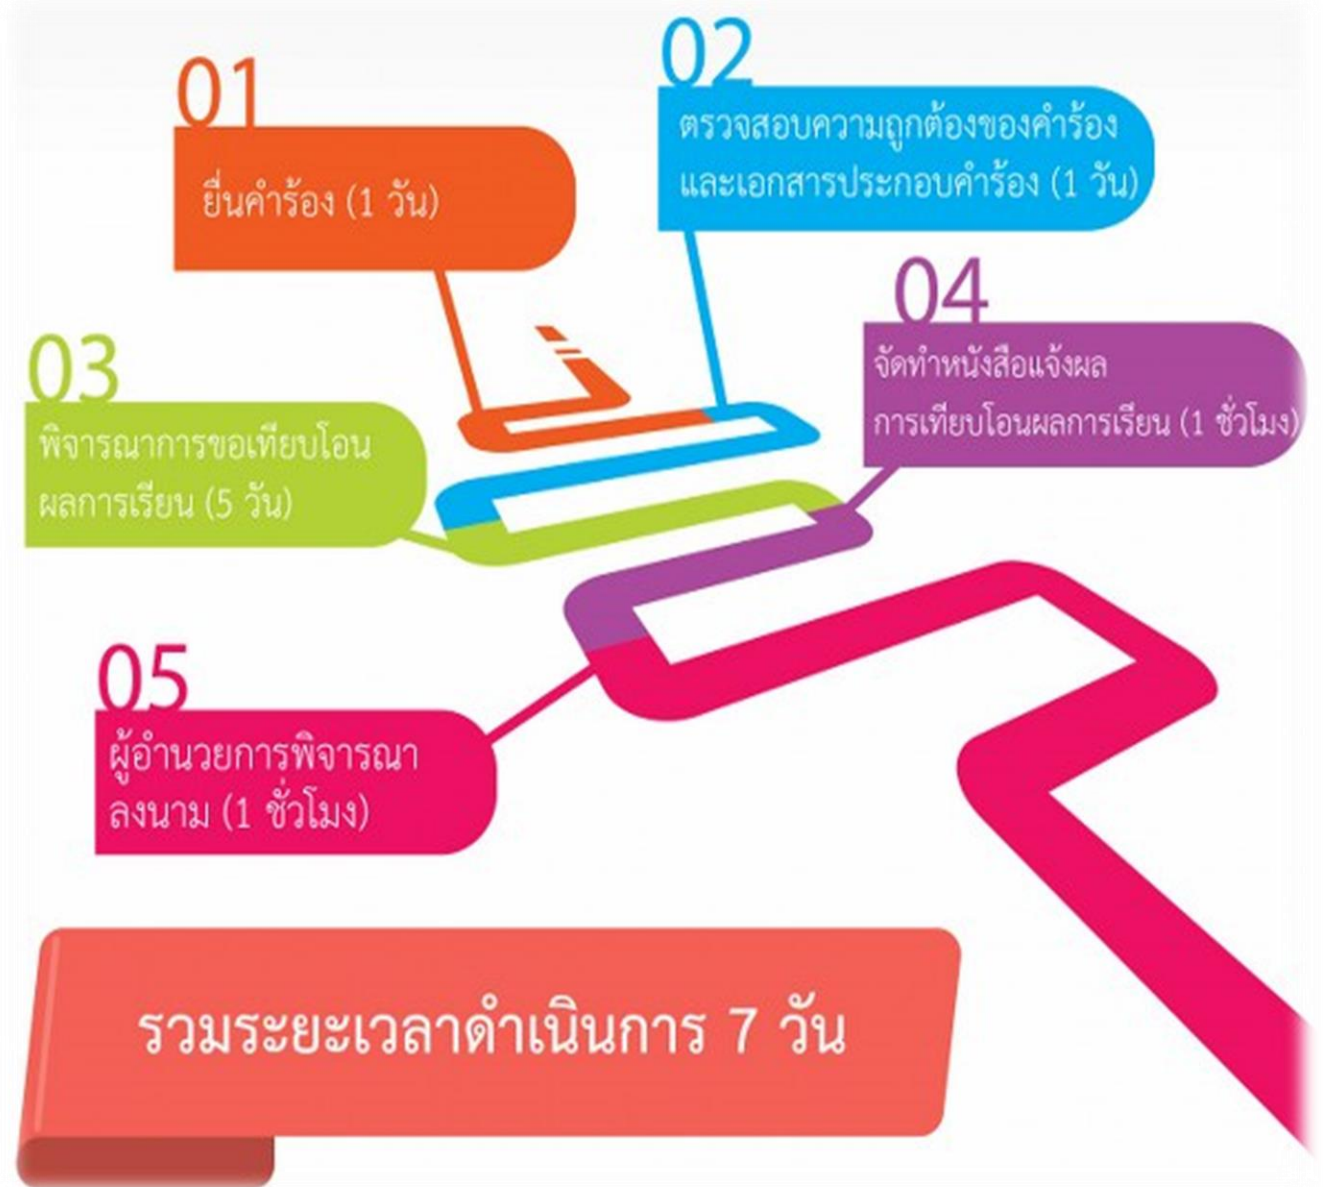 01
ยื่นคำร้อง (1 วัน)
02
ตรวจสอบความถูกต้องของคำร้อง
และเอกสารประกอบคำร้อง (1 วัน)
03
พิจารณาการขอเทียบโอน
ผลการเรียน (5 วัน)
04
จัดทำหนังสือแจ้งผล
การเทียบโอนผลการเรียน (1 ชั่วโมง)
05
ผู้อำนวยการพิจารณา
ลงนาม (1 ชั่วโมง)
รวมระยะเวลาดำเนินการ 7 วัน